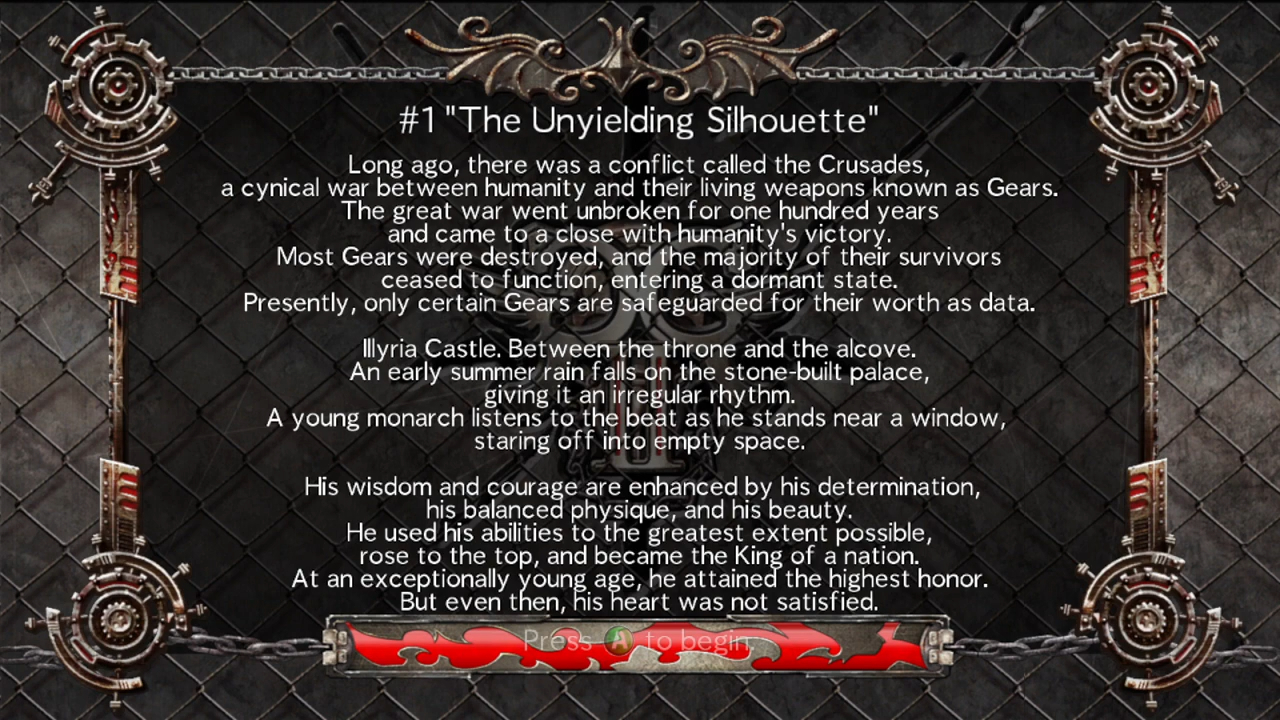 #1 "The Unyielding Silhouette"
Long ago, there was a conflict called the Crusades,
a cynical war between humanity and their living weapons known as Gears.
The great war went unbroken for one hundred years
and came to a close with humanity's victory.
Most Gears were destroyed, and the majority of their survivors
ceased to function, entering a dormant state.
Presently, only certain Gears are safeguarded for their worth as data.
Illyria Castle. Between the throne and the alcove.
An early summer rain falls on the stone-built palace,
giving it an irregular rhythm.
A young monarch listens to the beat as he stands near a window,
staring off into empty space.
His wisdom and courage are enhanced by his determination,
his balanced physique, and his beauty.
He used his abilities to the greatest extent possible,
rose to the top, and became the King of a nation.
At an exceptionally young age, he attained the highest honor.
But even then, his heart was not satisfied.
Press A to begin.